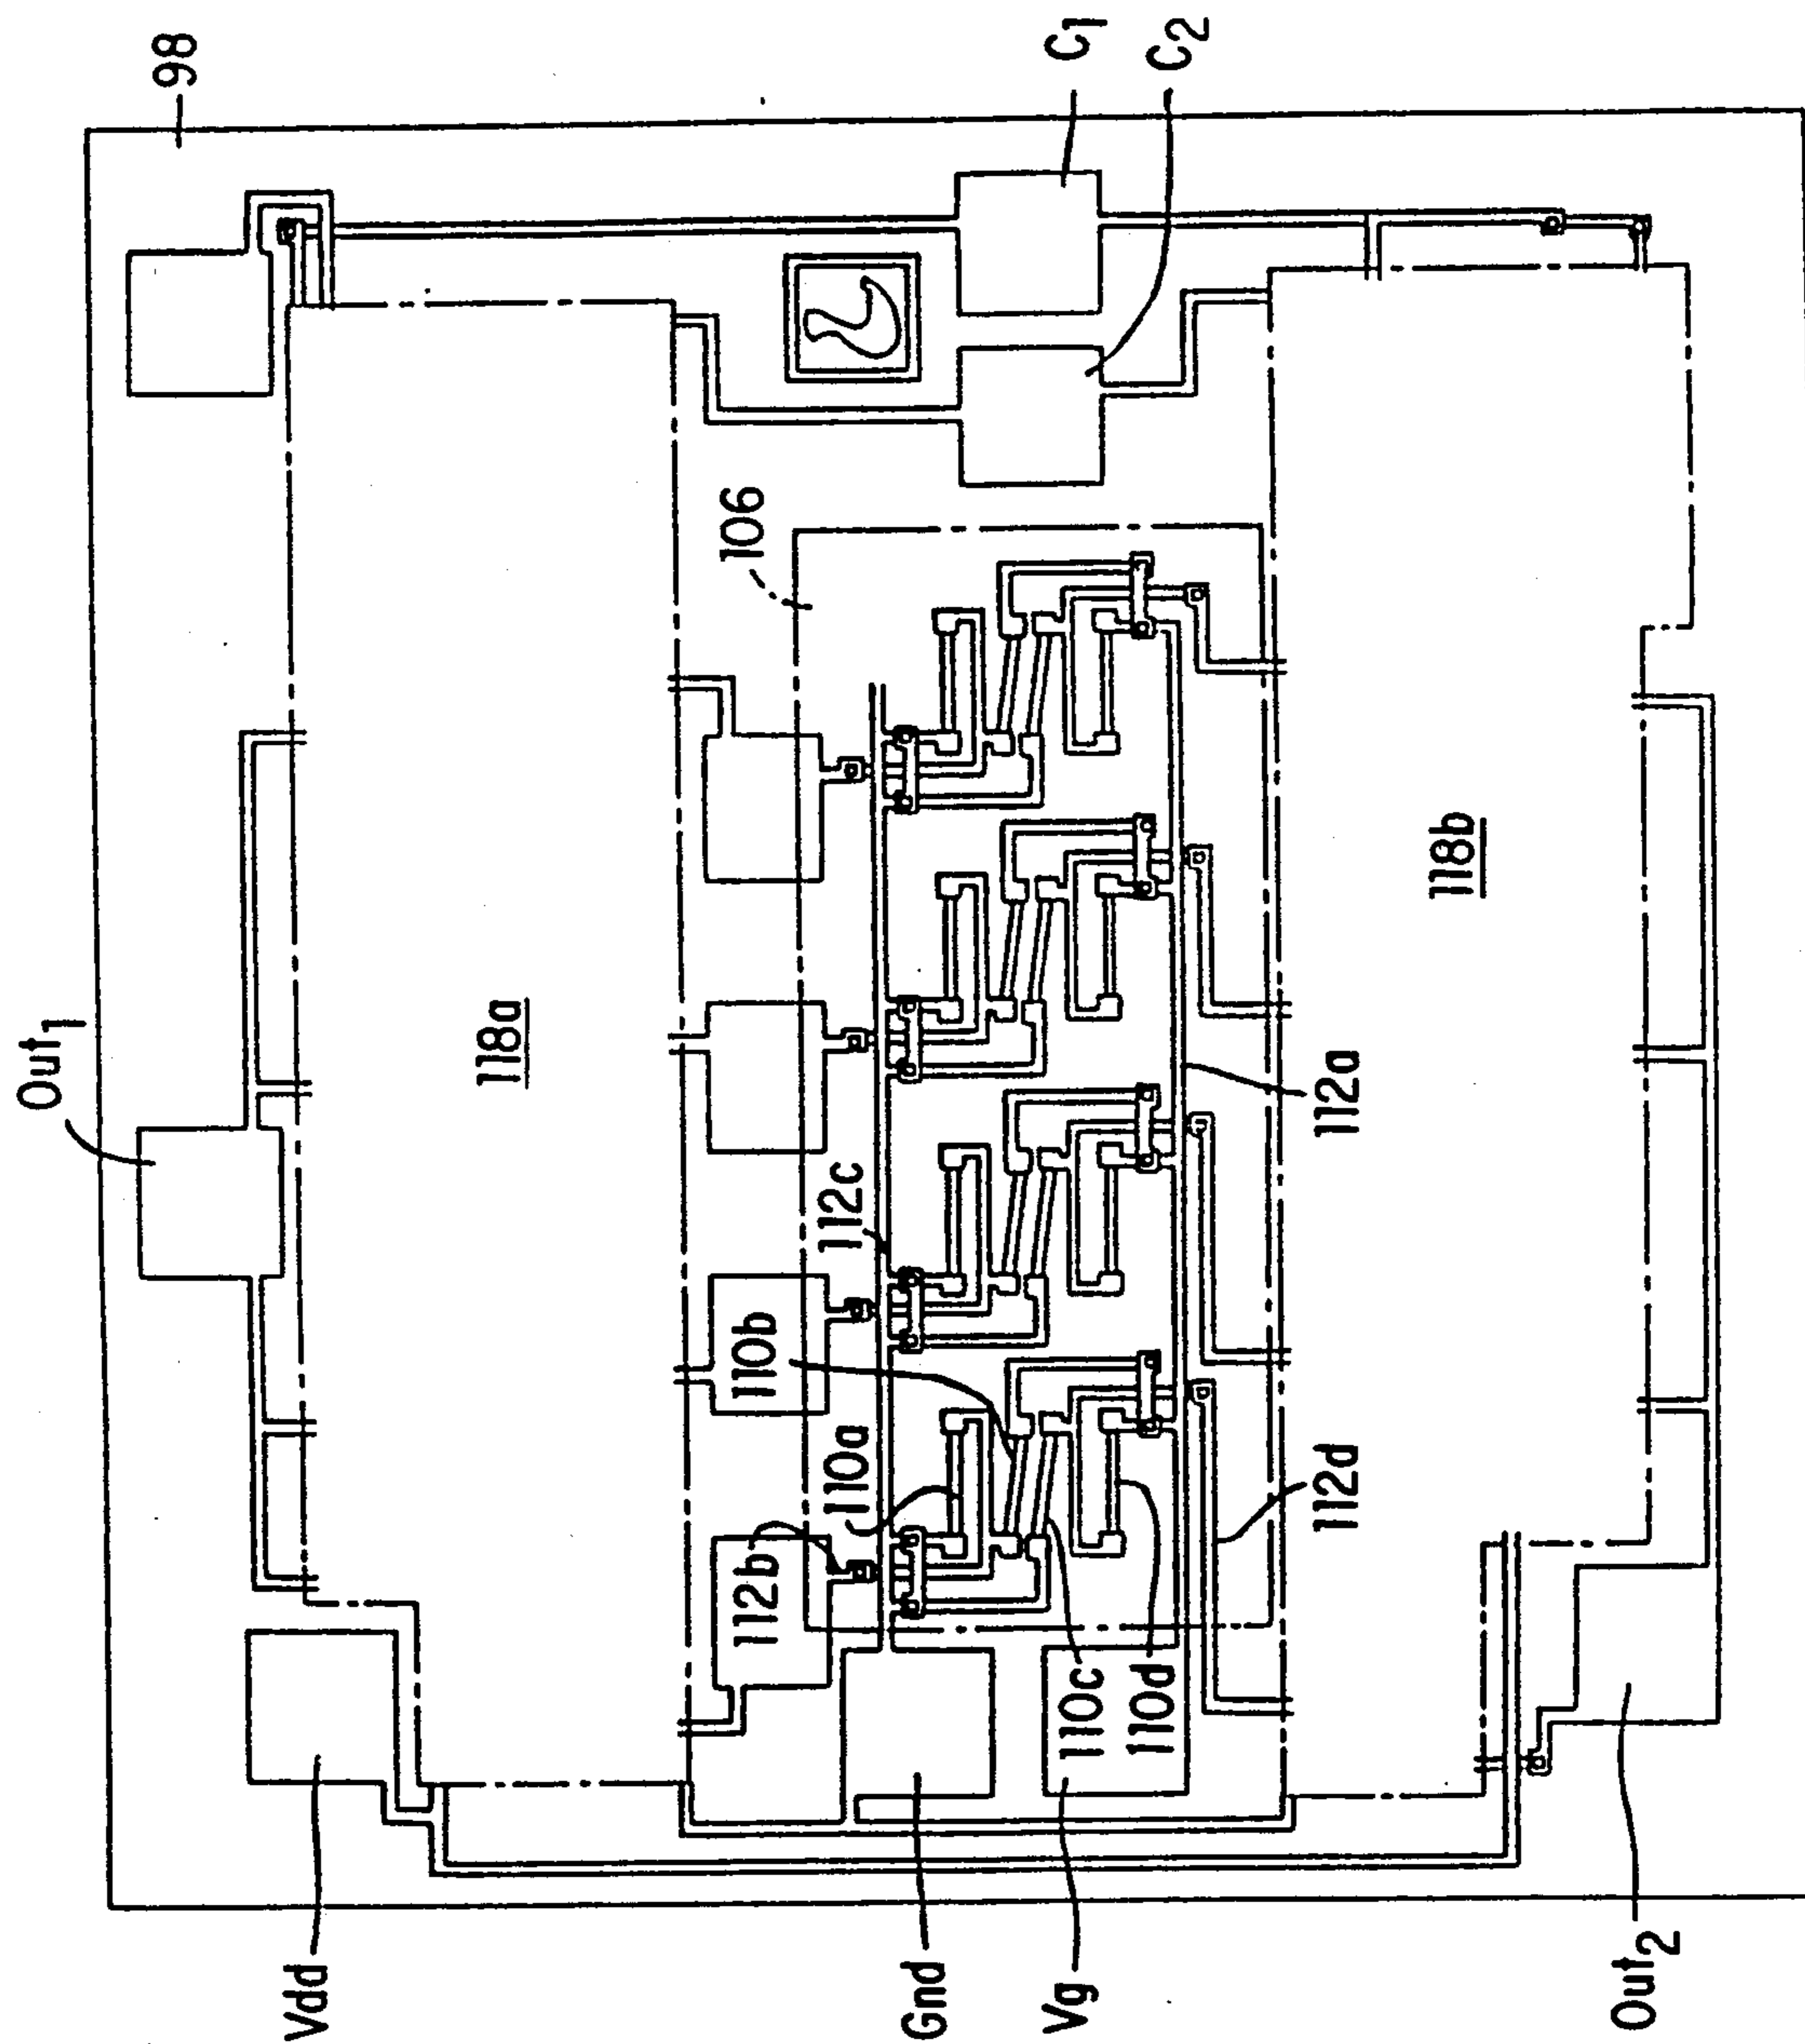 98
C1
C2
Out1
118a
106
112c
110b
110a
112b
118b
112a
112d
110c
110d
Vdd
Gnd
Vg
Out2